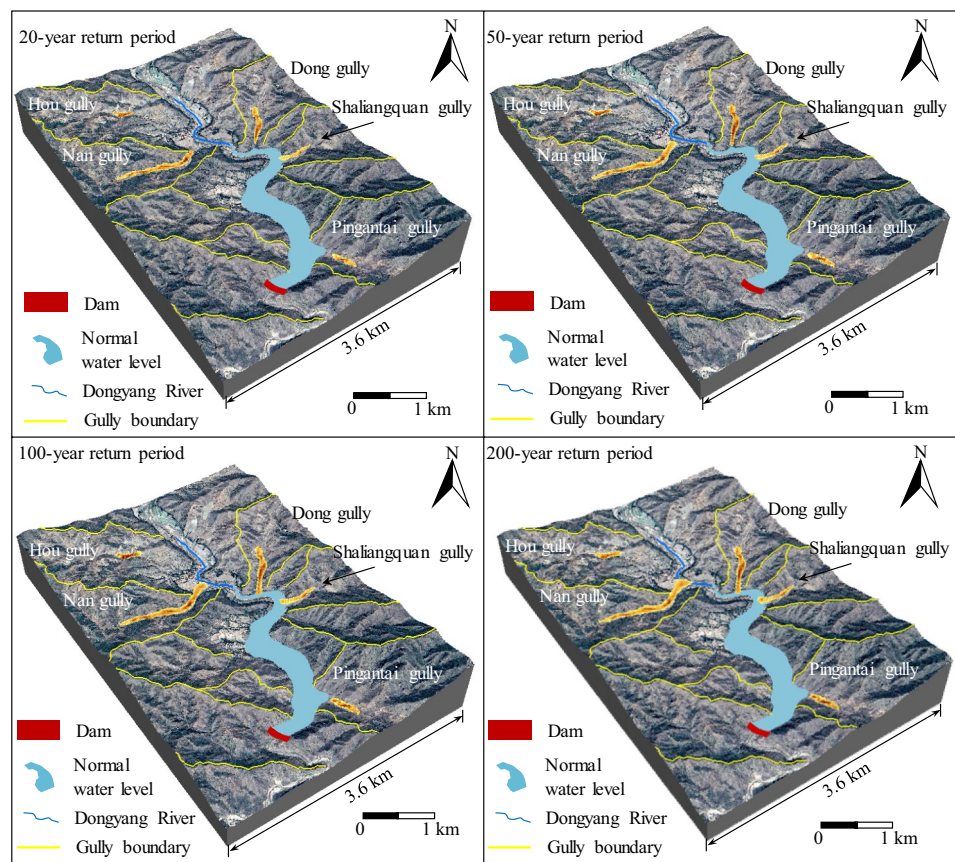 20-year return period
N
Dong gully
Hou gully
Shaliangquan gully
Nan gully
Pingantai gully
Dam
Normal
water level
3.6 km
Dongyang River
0 1 km
Gully boundary
50-year return period
N
Dong gully
Hou gully
Shaliangquan gully
Nan gully
Pingantai gully
Dam
Normal
water level
3.6 km
Dongyang River
0 1 km
Gully boundary
100-year return period
N
Dong gully
Hou gully
Shaliangquan gully
Nan gully
Pingantai gully
Dam
Normal
water level
3.6 km
Dongyang River
0 1 km
Gully boundary
200-year return period
N
Dong gully
Hou gully
Shaliangquan gully
Nan gully
Pingantai gully
Dam
Normal
water level
3.6 km
Dongyang River
0 1 km
Gully boundary